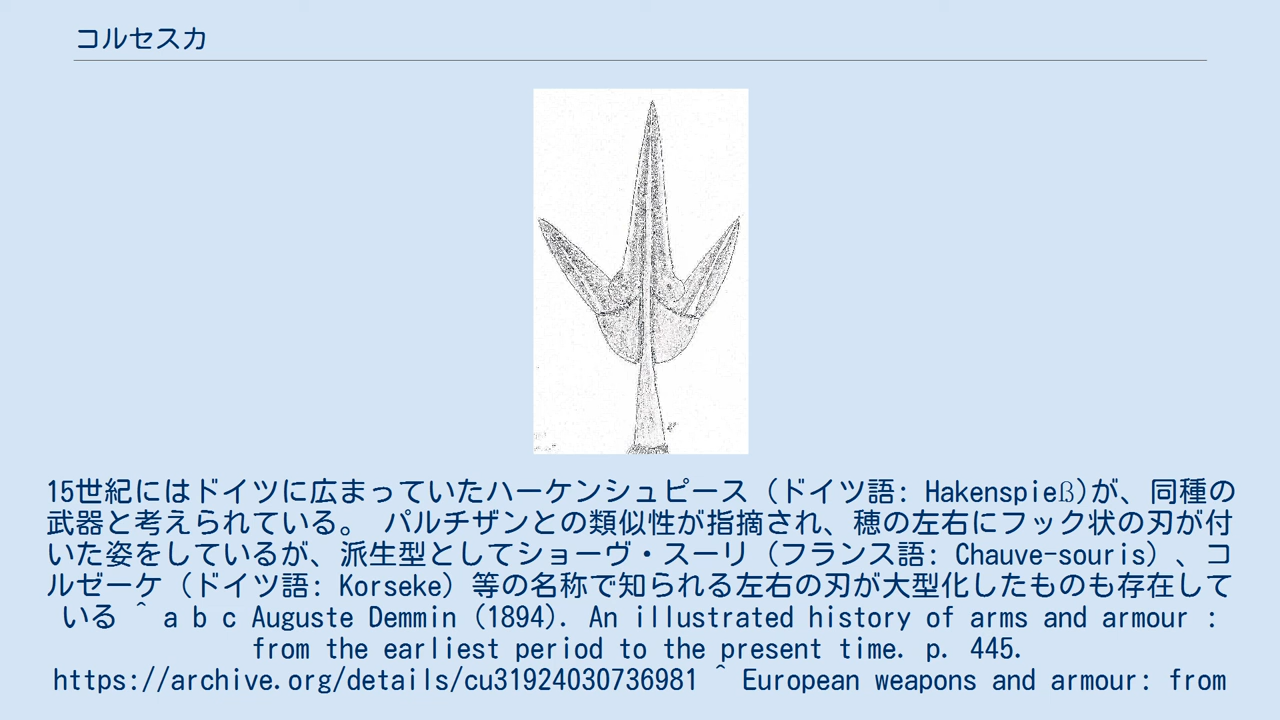 コルセスカ
15世紀にはドイツに広まっていたハーケンシュピース (ドイツ語: Hakenspieß)が、同種の
武器と考えられている。 パルチザンとの類似性が指摘され、穂の左右にフック状の刃が付
いた姿をしているが、派生型としてショーヴ・スーリ (フランス語: Chauve-souris) 、コ
ルゼーケ (ドイツ語: Korseke) 等の名称で知られる左右の刃が大型化したものも存在して
いる ^ a b c Auguste Demmin (1894). An illustrated history of arms and armour :
from the earliest period to the present time. p. 445.
https://archive.org/details/cu31924030736981 ^ European weapons and armour: from